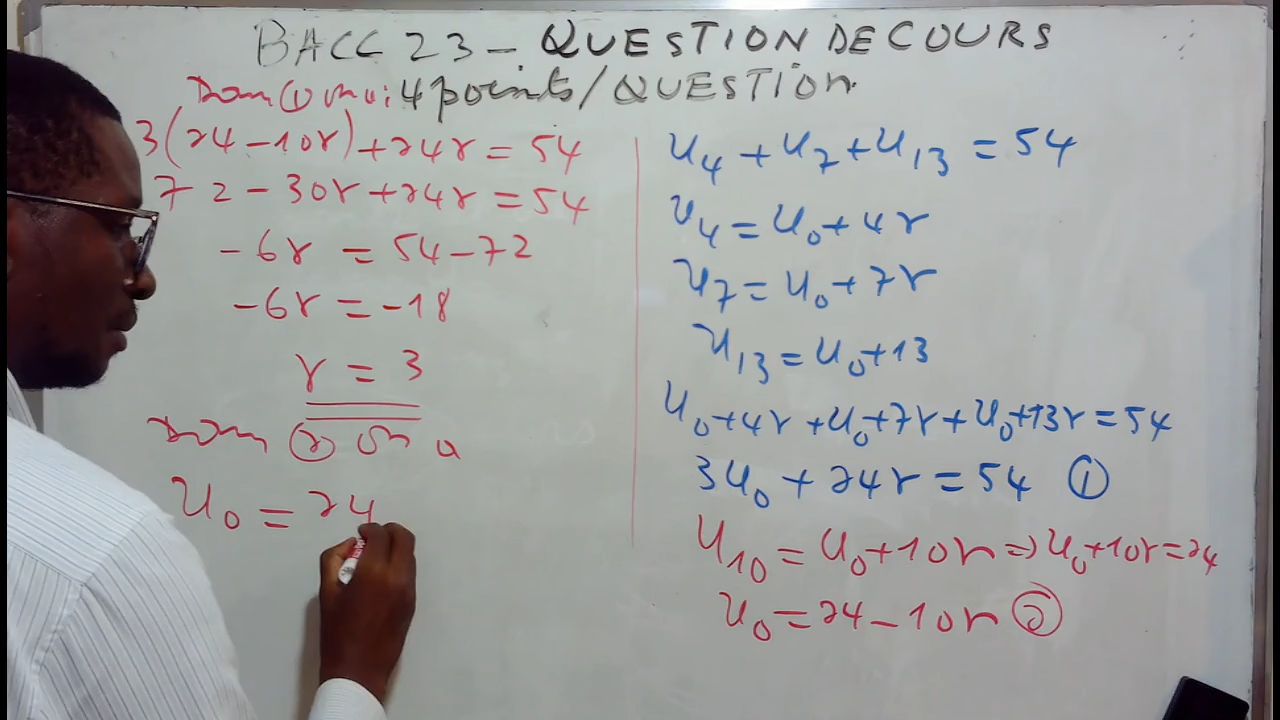 BACC 23 - QUESTION DE COURS
4 points/QUESTION
3(24-10r)+24r=54
72-30r+24r=54
-6r=54-72
-6r=-18
r=3
Dans ② on a
U₀=24
U₄+U₇+U₁₃=54
U₄=U₀+4r
U₇=U₀+7r
U₁₃=U₀+13
U₀+4r+U₀+7r+U₀+13r=54
3U₀+24r=54 ①
U₁₀=U₀+10r⇒U₀+10r=24
U₀=24-10r ②